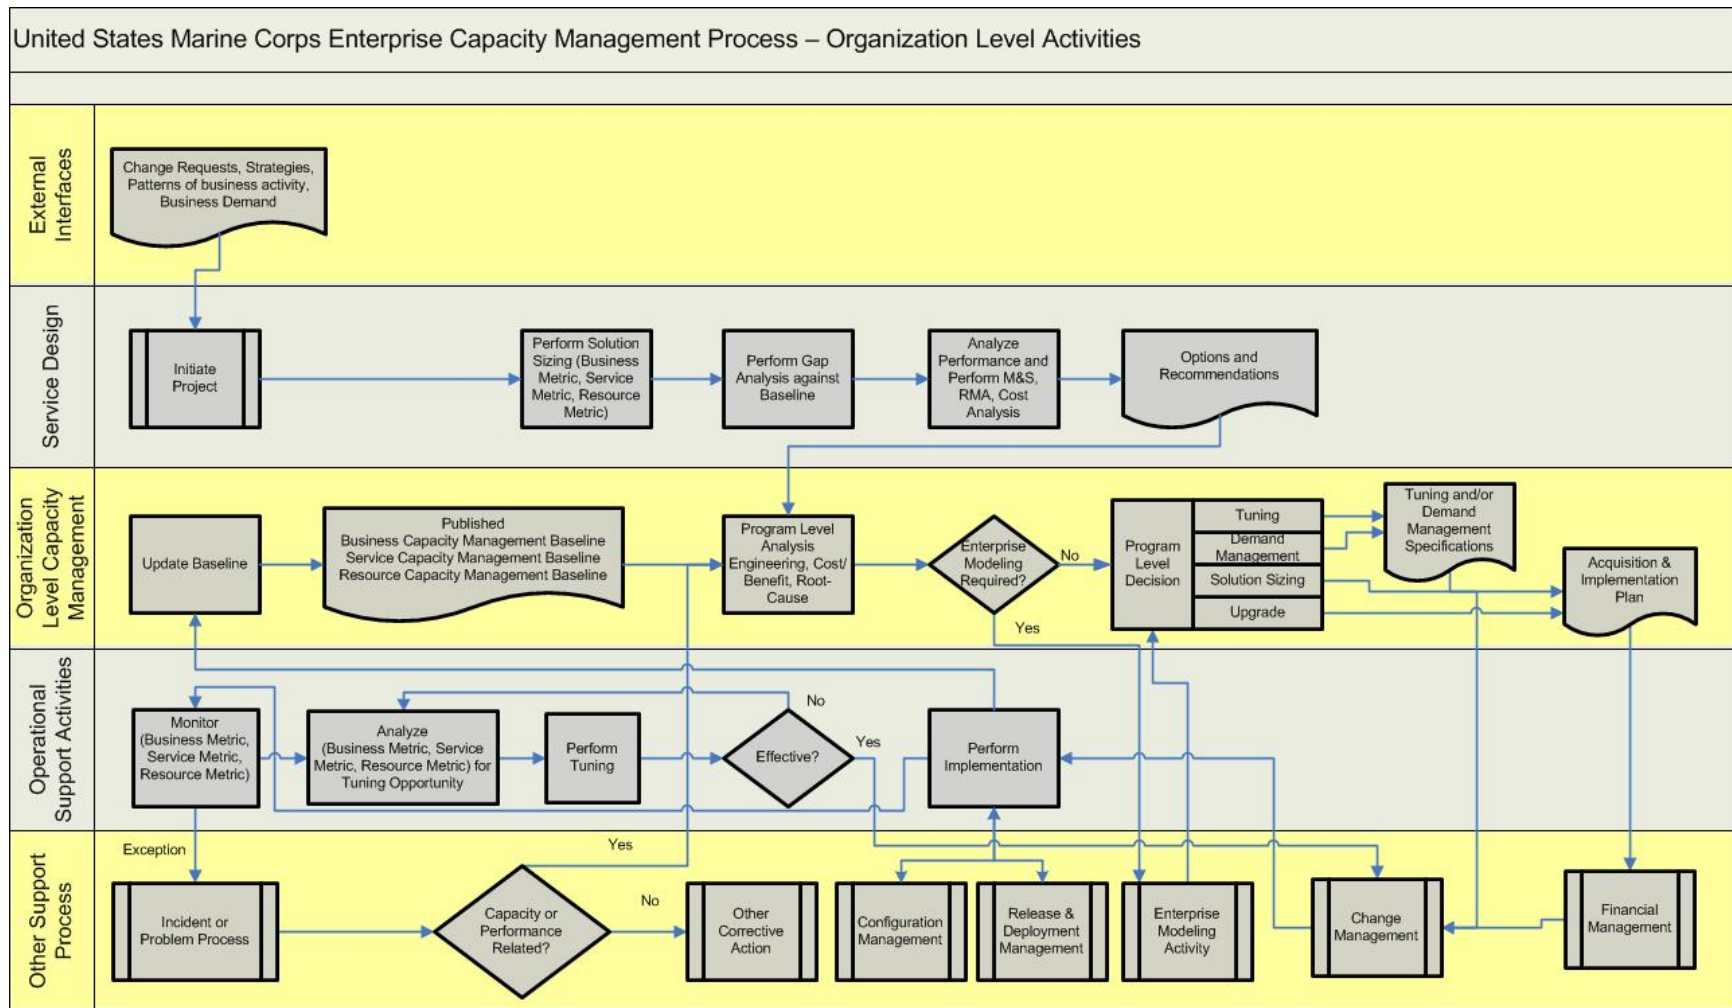 United States Marine Corps Enterprise Capacity Management Process – Organization Level Activities
External
Interfaces
Change Requests, Strategies,
Patterns of business activity,
Business Demand
Service Design
Initiate
Project
Perform Solution
Sizing (Business
Metric, Service
Metric, Resource
Metric)
Perform Gap
Analysis against
Baseline
Analyze
Performance and
Perform M&S,
RMA, Cost
Analysis
Options and
Recommendations
Organization
Level Capacity
Management
Update Baseline
Published
Business Capacity Management Baseline
Service Capacity Management Baseline
Resource Capacity Management Baseline
Program Level
Analysis
Engineering, Cost/
Benefit, Root-
Cause
Enterprise
Modeling
Required?
No
Yes
Program
Level
Decision
Tuning
Demand
Management
Solution Sizing
Upgrade
Tuning and/or
Demand
Management
Specifications
Acquisition &
Implementation
Plan
Operational
Support Activities
Monitor
(Business Metric,
Service Metric,
Resource Metric)
Analyze
(Business Metric, Service
Metric, Resource Metric) for
Tuning Opportunity
Perform
Tuning
Effective?
No
Yes
Perform
Implementation
Other Support
Process
Exception
Incident or
Problem Process
Capacity or
Performance
Related?
Yes
No
Other
Corrective
Action
Configuration
Management
Release &
Deployment
Management
Enterprise
Modeling
Activity
Change
Management
Financial
Management